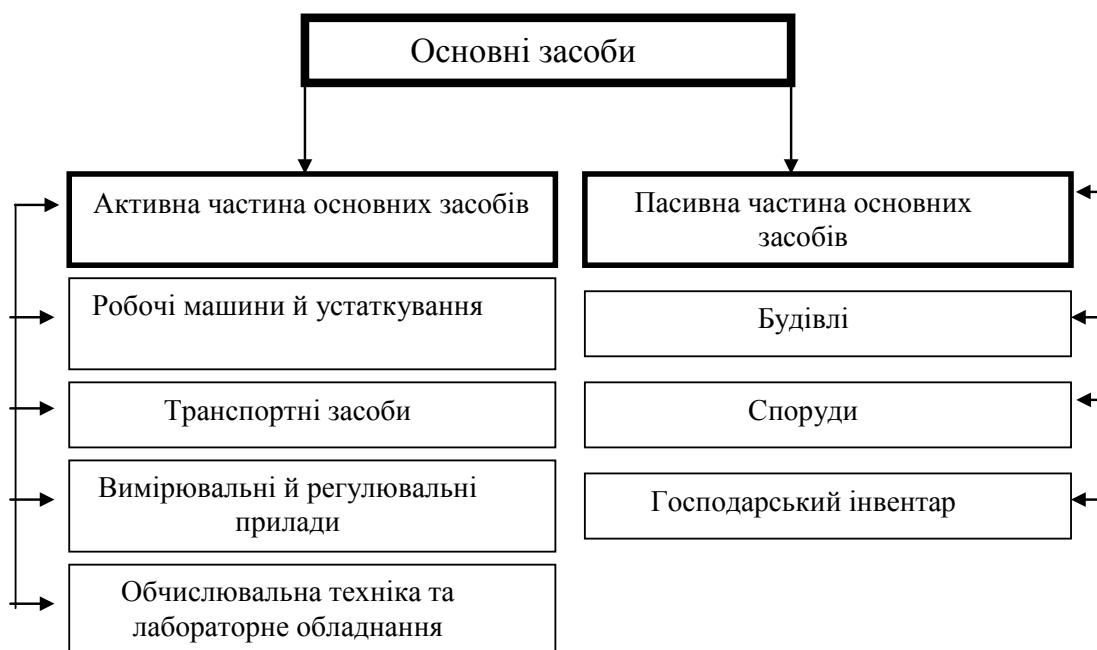 Основні засоби
Активна частина основних засобів
Пасивна частина основних
засобів
Робочі машини й устаткування
Будівлі
Транспортні засоби
Споруди
Вимірювальні й регулювальні
прилади
Господарський інвентар
Обчислювальна техніка та
лабораторне обладнання